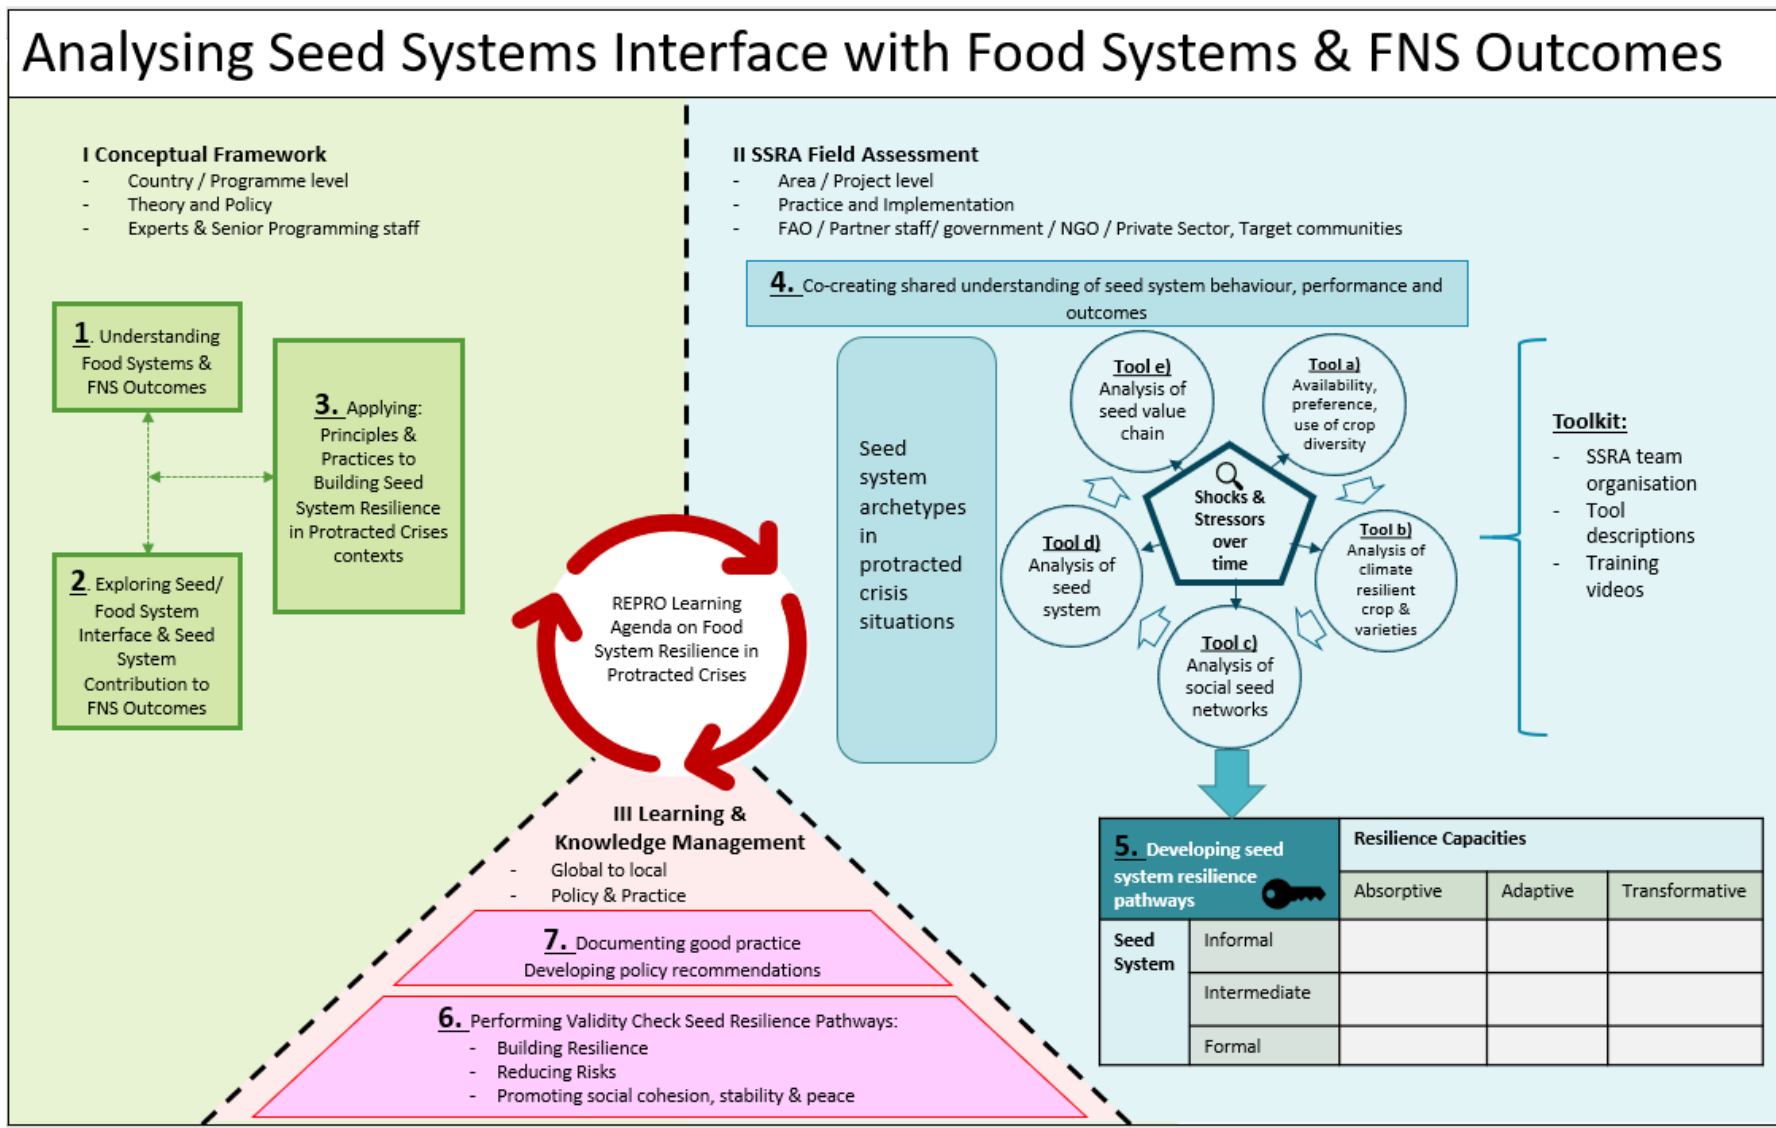 Analysing Seed Systems Interface with Food Systems & FNS Outcomes
I Conceptual Framework
- Country / Programme level
- Theory and Policy
- Experts & Senior Programming staff
1. Understanding
Food Systems &
FNS Outcomes
2. Exploring Seed/
Food System
Interface & Seed
System
Contribution to
FNS Outcomes
3. Applying:
Principles &
Practices to
Building Seed
System Resilience
in Protracted Crises
contexts
REPRO Learning
Agenda on Food
System Resilience in
Protracted Crises
II SSRA Field Assessment
- Area / Project level
- Practice and Implementation
- FAO / Partner staff/ government / NGO / Private Sector, Target communities
4. Co-creating shared understanding of seed system behaviour, performance and
outcomes
Seed
system
archetypes
in
protracted
crisis
situations
Tool e)
Analysis of
seed value
chain
Tool a)
Availability,
preference,
use of crop
diversity
Shocks &
Stressors
over
time
Tool d)
Analysis of
seed
system
Tool b)
Analysis of
climate
resilient
crop &
varieties
Tool c)
Analysis of
social seed
networks
Toolkit:
- SSRA team
organisation
- Tool
descriptions
- Training
videos
5. Developing seed
system resilience
pathways
Resilience Capacities
Absorptive Adaptive Transformative
Seed
System
Informal
Intermediate
Formal
III Learning &
Knowledge Management
- Global to local
- Policy & Practice
7. Documenting good practice
Developing policy recommendations
6. Performing Validity Check Seed Resilience Pathways:
- Building Resilience
- Reducing Risks
- Promoting social cohesion, stability & peace